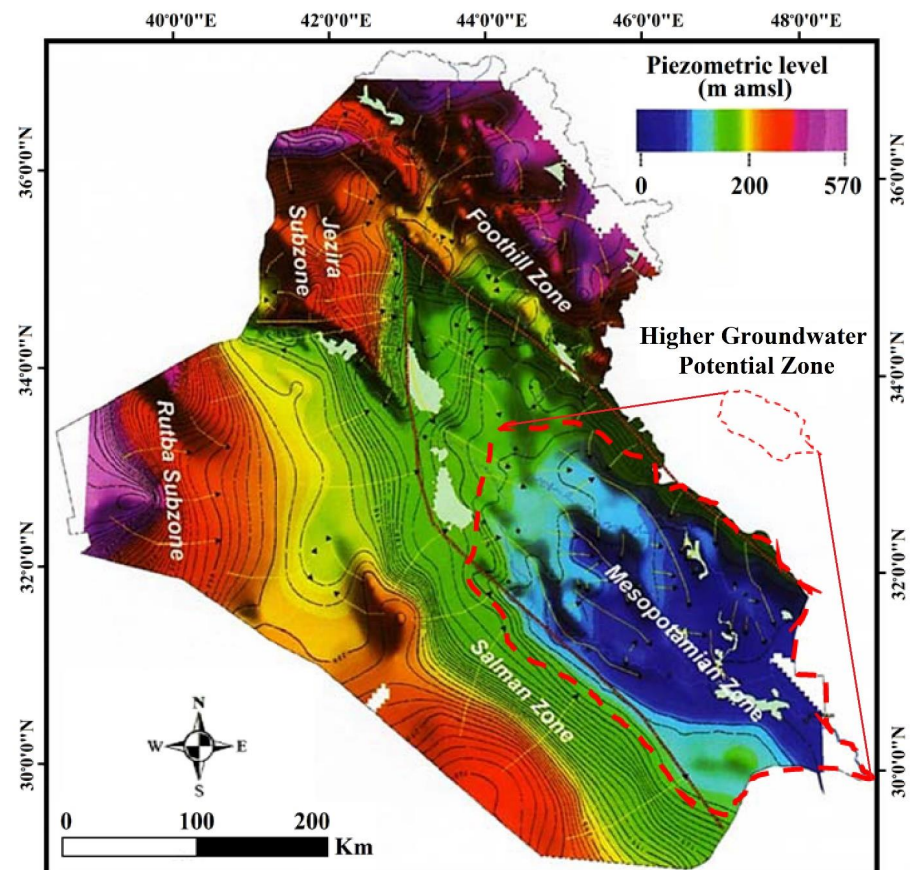 40°0'0"E
42°0'0"E
44°0'0"E
46°0'0"E
48°0'0"E
Piezometric level
(m amsl)
0
200
570
36°0'0"N
36°0'0"N
Foothill Zone
Jezira
Subzone
Higher Groundwater
Potential Zone
34°0'0"N
34°0'0"N
Rutba Subzone
32°0'0"N
32°0'0"N
Mesopotamian Zone
Salman Zone
N
W
E
S
30°0'0"N
30°0'0"N
0
100
200
Km